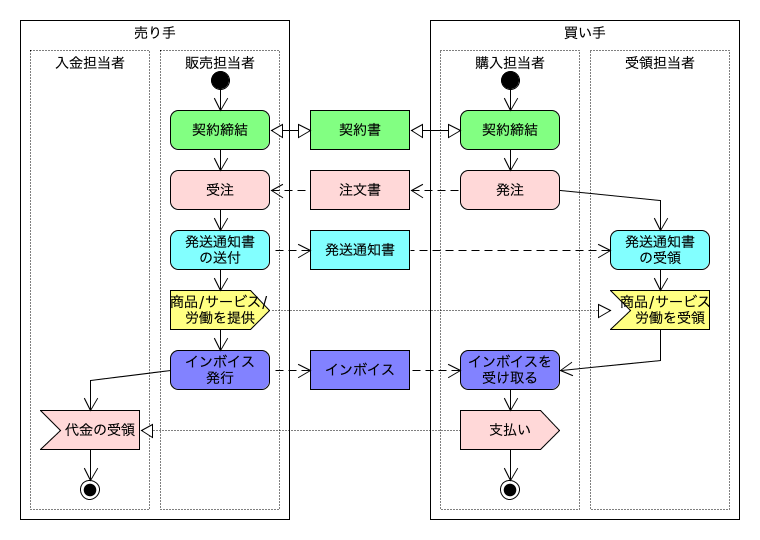 売り手
買い手
入金担当者
販売担当者
購入担当者
受領担当者
契約締結
契約書
契約締結
受注
注文書
発注
発送通知書
の送付
発送通知書
発送通知書
の受領
商品/サービス/
労働を提供
商品/サービス
労働を受領
インボイス
発行
インボイス
インボイスを
受け取る
代金の受領
支払い